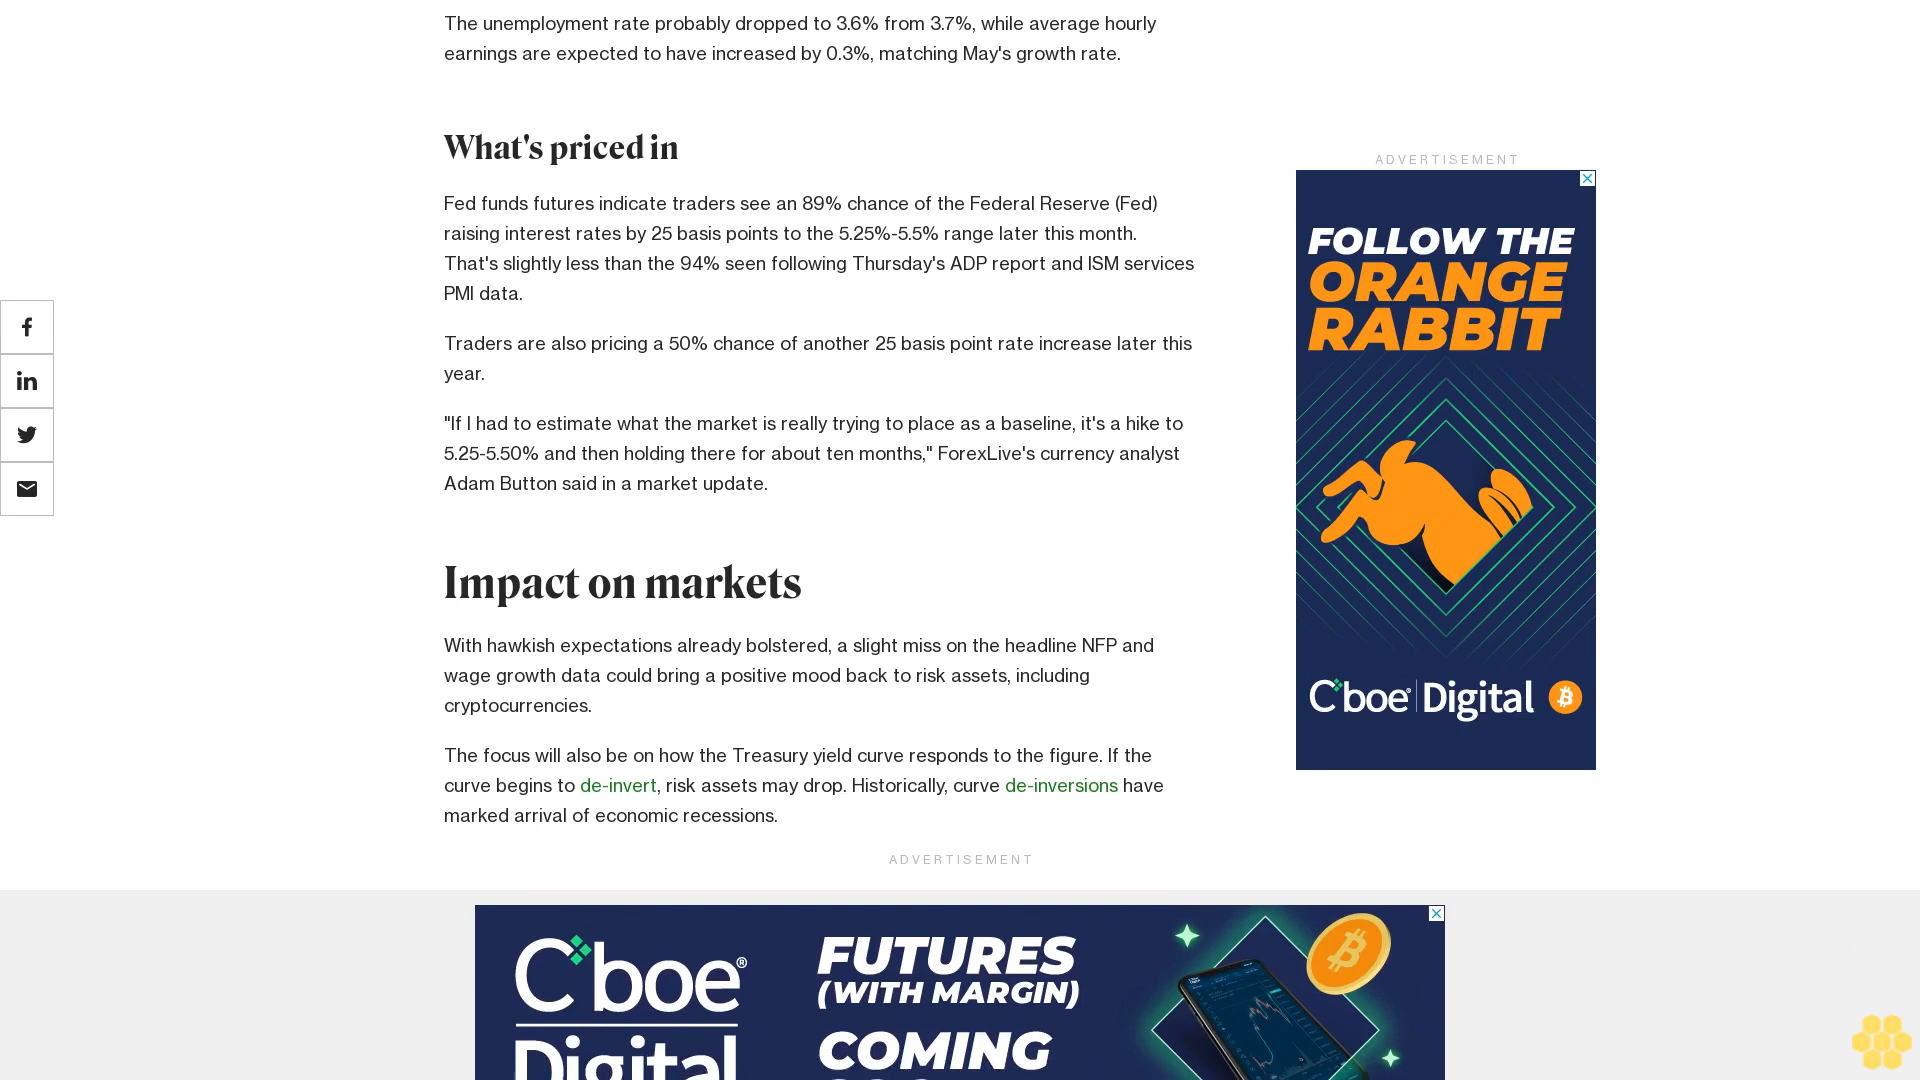 The unemployment rate probably dropped to 3.6% from 3.7%, while average hourly
earnings are expected to have increased by 0.3%, matching May's growth rate.
What's priced in
Fed funds futures indicate traders see an 89% chance of the Federal Reserve (Fed)
raising interest rates by 25 basis points to the 5.25%-5.5% range later this month.
That's slightly less than the 94% seen following Thursday's ADP report and ISM services
PMI data.
Traders are also pricing a 50% chance of another 25 basis point rate increase later this
year.
"If I had to estimate what the market is really trying to place as a baseline, it's a hike to
5.25-5.50% and then holding there for about ten months," ForexLive's currency analyst
Adam Button said in a market update.
Impact on markets
With hawkish expectations already bolstered, a slight miss on the headline NFP and
wage growth data could bring a positive mood back to risk assets, including
cryptocurrencies.
The focus will also be on how the Treasury yield curve responds to the figure. If the
curve begins to de-invert, risk assets may drop. Historically, curve de-inversions have
marked arrival of economic recessions.
ADVERTISEMENT
FOLLOW THE
ORANGE
RABBIT
Cboe® Digital
ADVERTISEMENT
Cboe®
Digital
FUTURES
(WITH MARGIN)
COMING